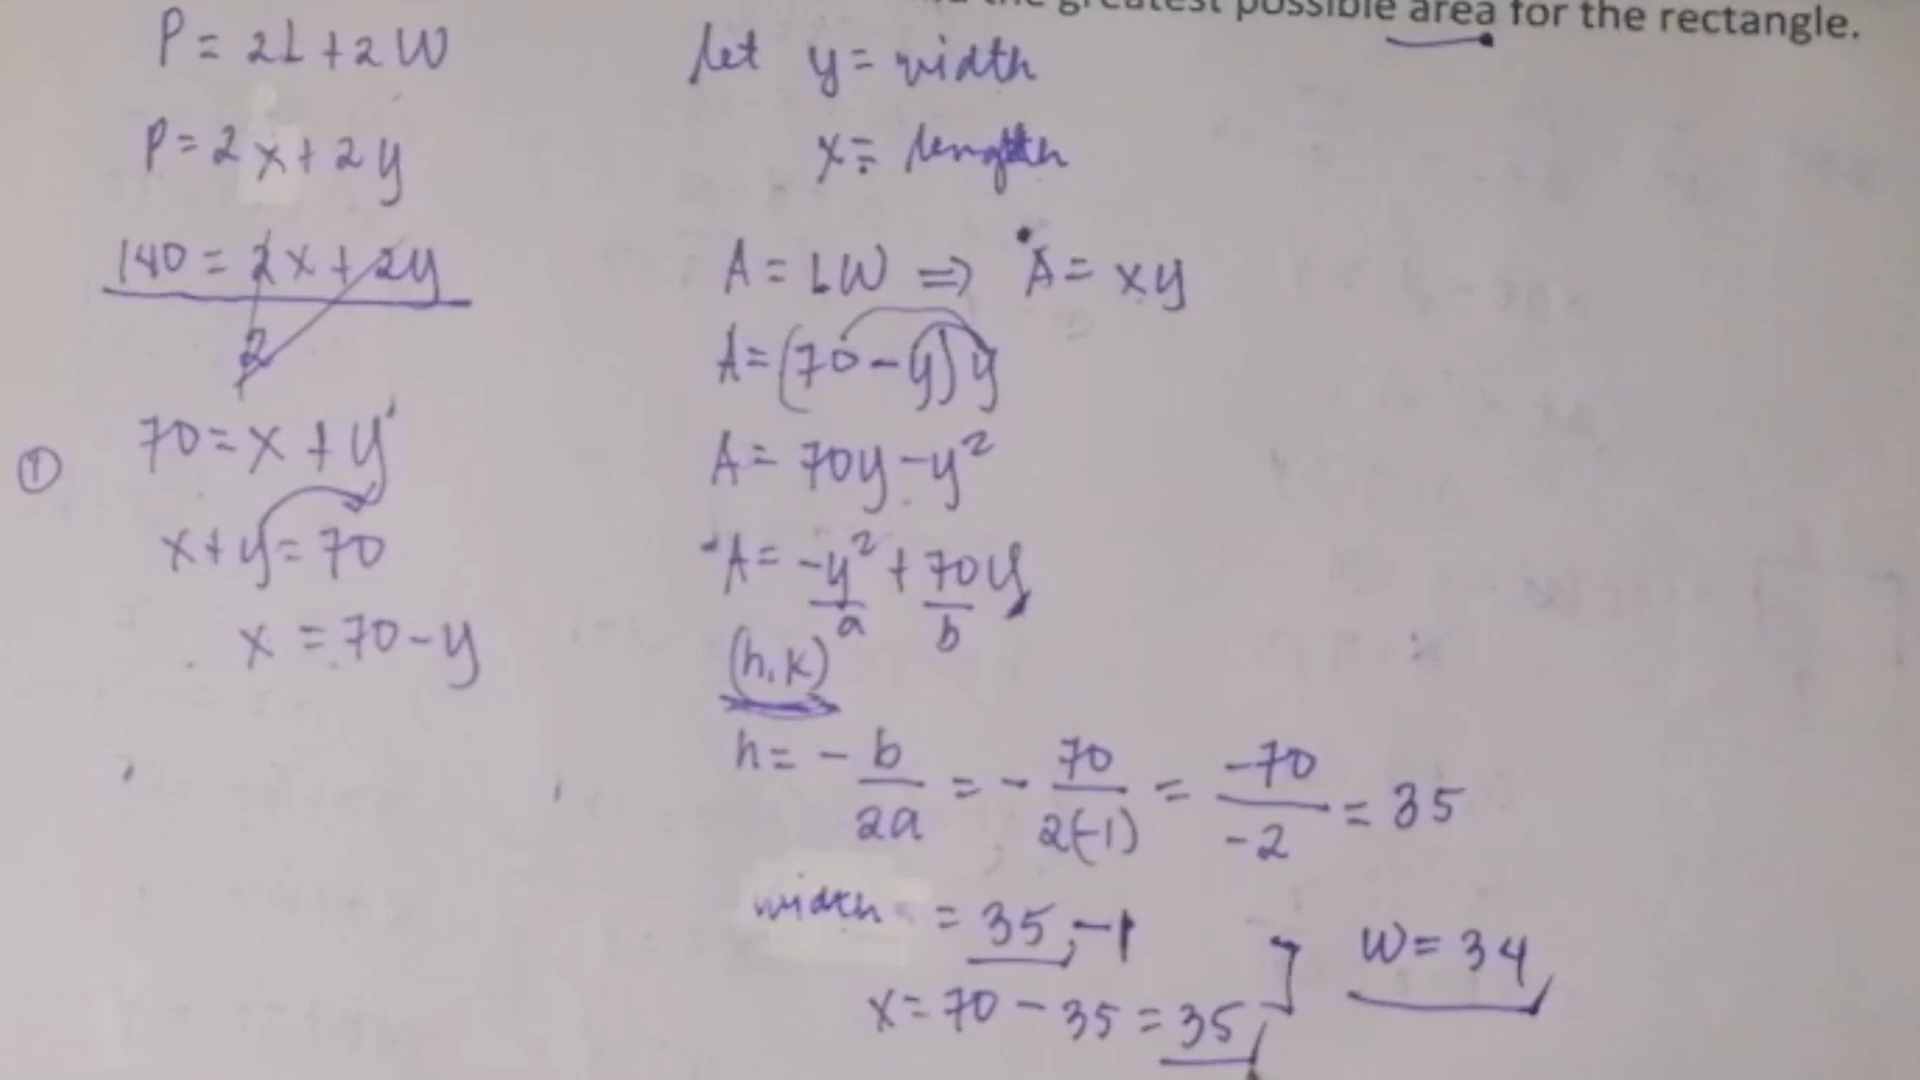 the greatest possible area for the rectangle.
P = 2L + 2W
P = 2x + 2y
140 = 2x + 2y
2
① 70 = x + y
x + y = 70
x = 70 - y
Let y = width
x = length
A = LW ⇒ A = xy
A = (70 - y)y
A = 70y - y²
A = -y² + 70y
a b
(h, k)
h = - b/2a = - 70/2(-1) = -70/-2 = 35
width = 35, -1
x = 70 - 35 = 35
W = 34